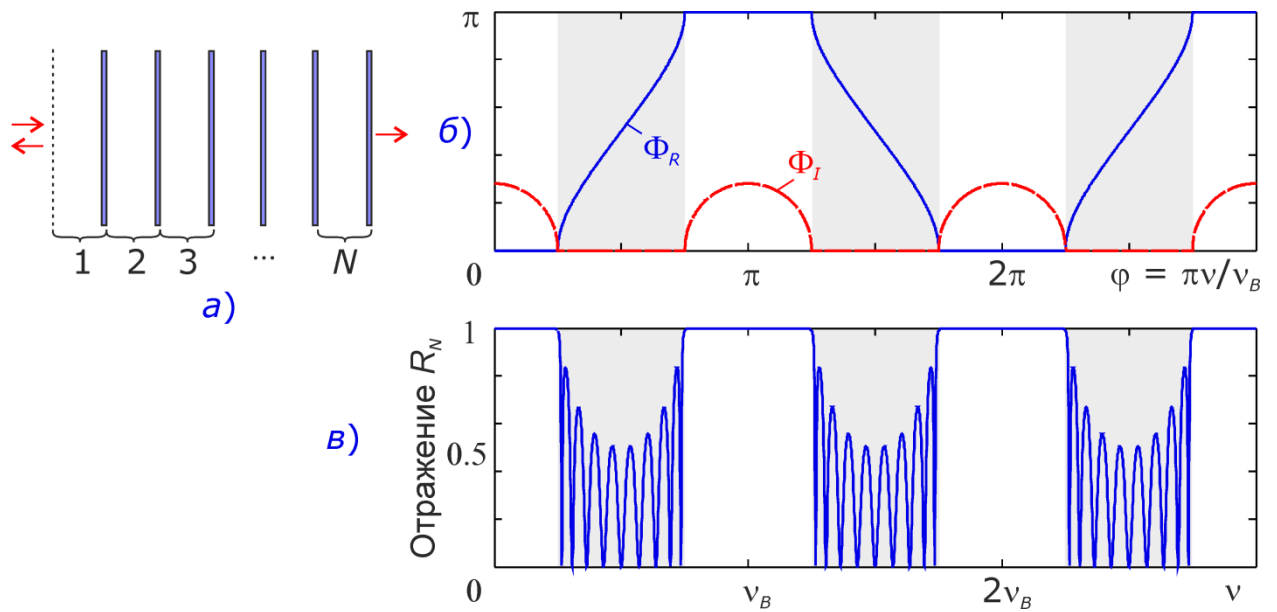 1 2 3 ... N
а)
б)
π
Φ_R
Φ_I
0 π 2π φ = πν/ν_B
в)
Отражение R_N
1
0.5
0 ν_B 2ν_B ν